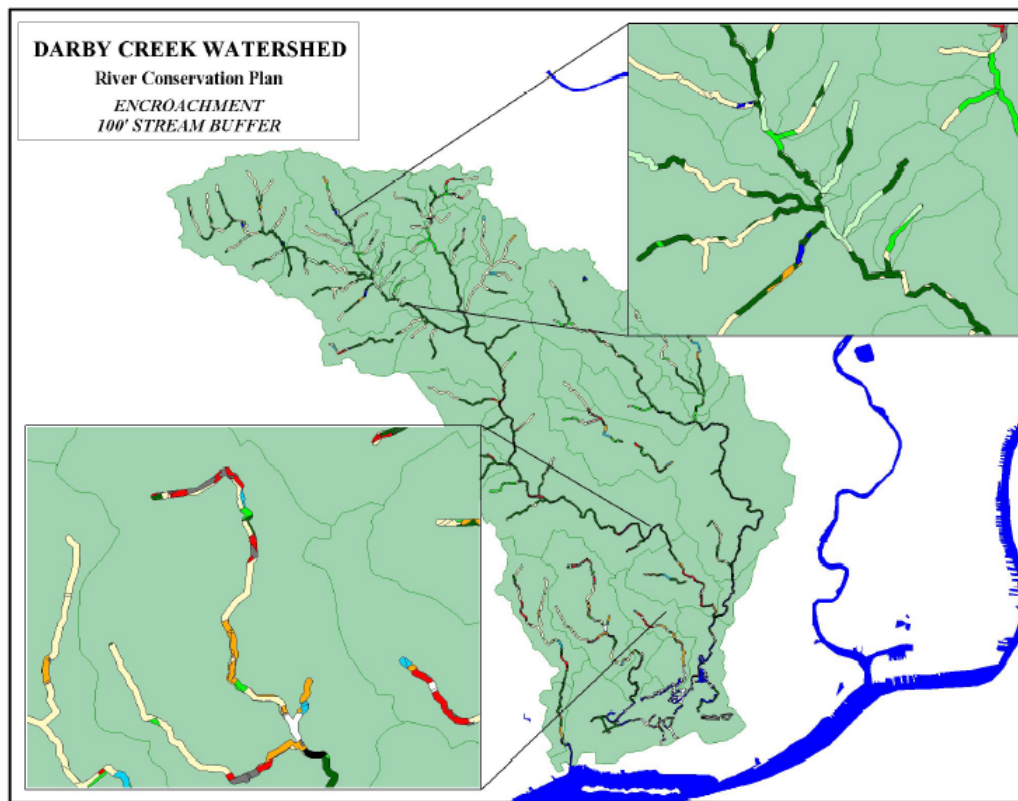 DARBY CREEK WATERSHED
River Conservation Plan
ENCROACHMENT
100' STREAM BUFFER